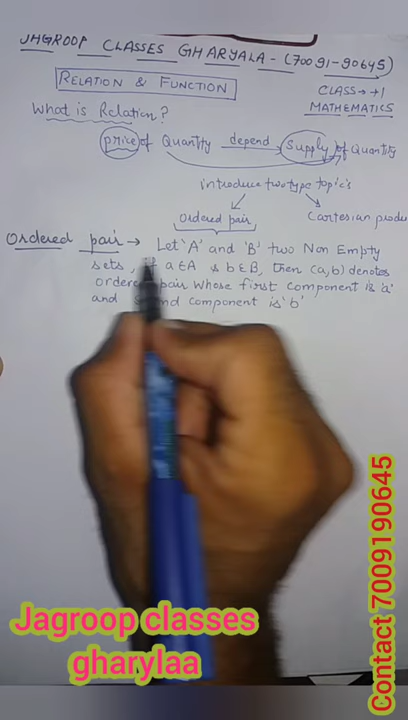 JAGROOP CLASSES GHARYALA - (70091-90645)
RELATION & FUNCTION
CLASS → +1
MATHEMATICS
What is Relation?
price of Quantity depend supply of Quantity
introduce two type topic's
Ordered pair
Cartesian produ
Ordered pair → Let 'A' and 'B' two Non Empty
sets, a ∈ A & b ∈ B, then (a, b) denotes
ordered pair whose first component is 'a'
and component is 'b'
Jagroop classes
gharylaa
Contact 7009190645